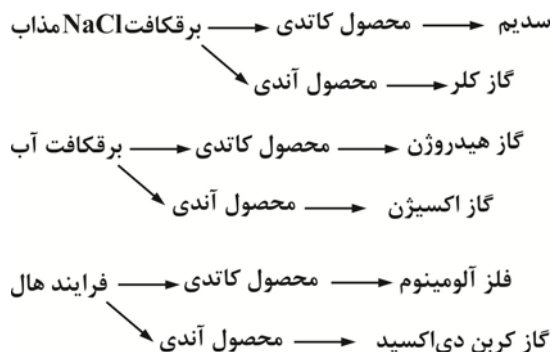 برقکافت NaCl مذاب ⟶ محصول کاتدی ⟶ سدیم
محصول آندی ⟶ گاز کلر
برقکافت آب ⟶ محصول کاتدی ⟶ گاز هیدروژن
محصول آندی ⟶ گاز اکسیژن
فرایند هال ⟶ محصول کاتدی ⟶ فلز آلومینوم
محصول آندی ⟶ گاز کربن دی‌اکسید